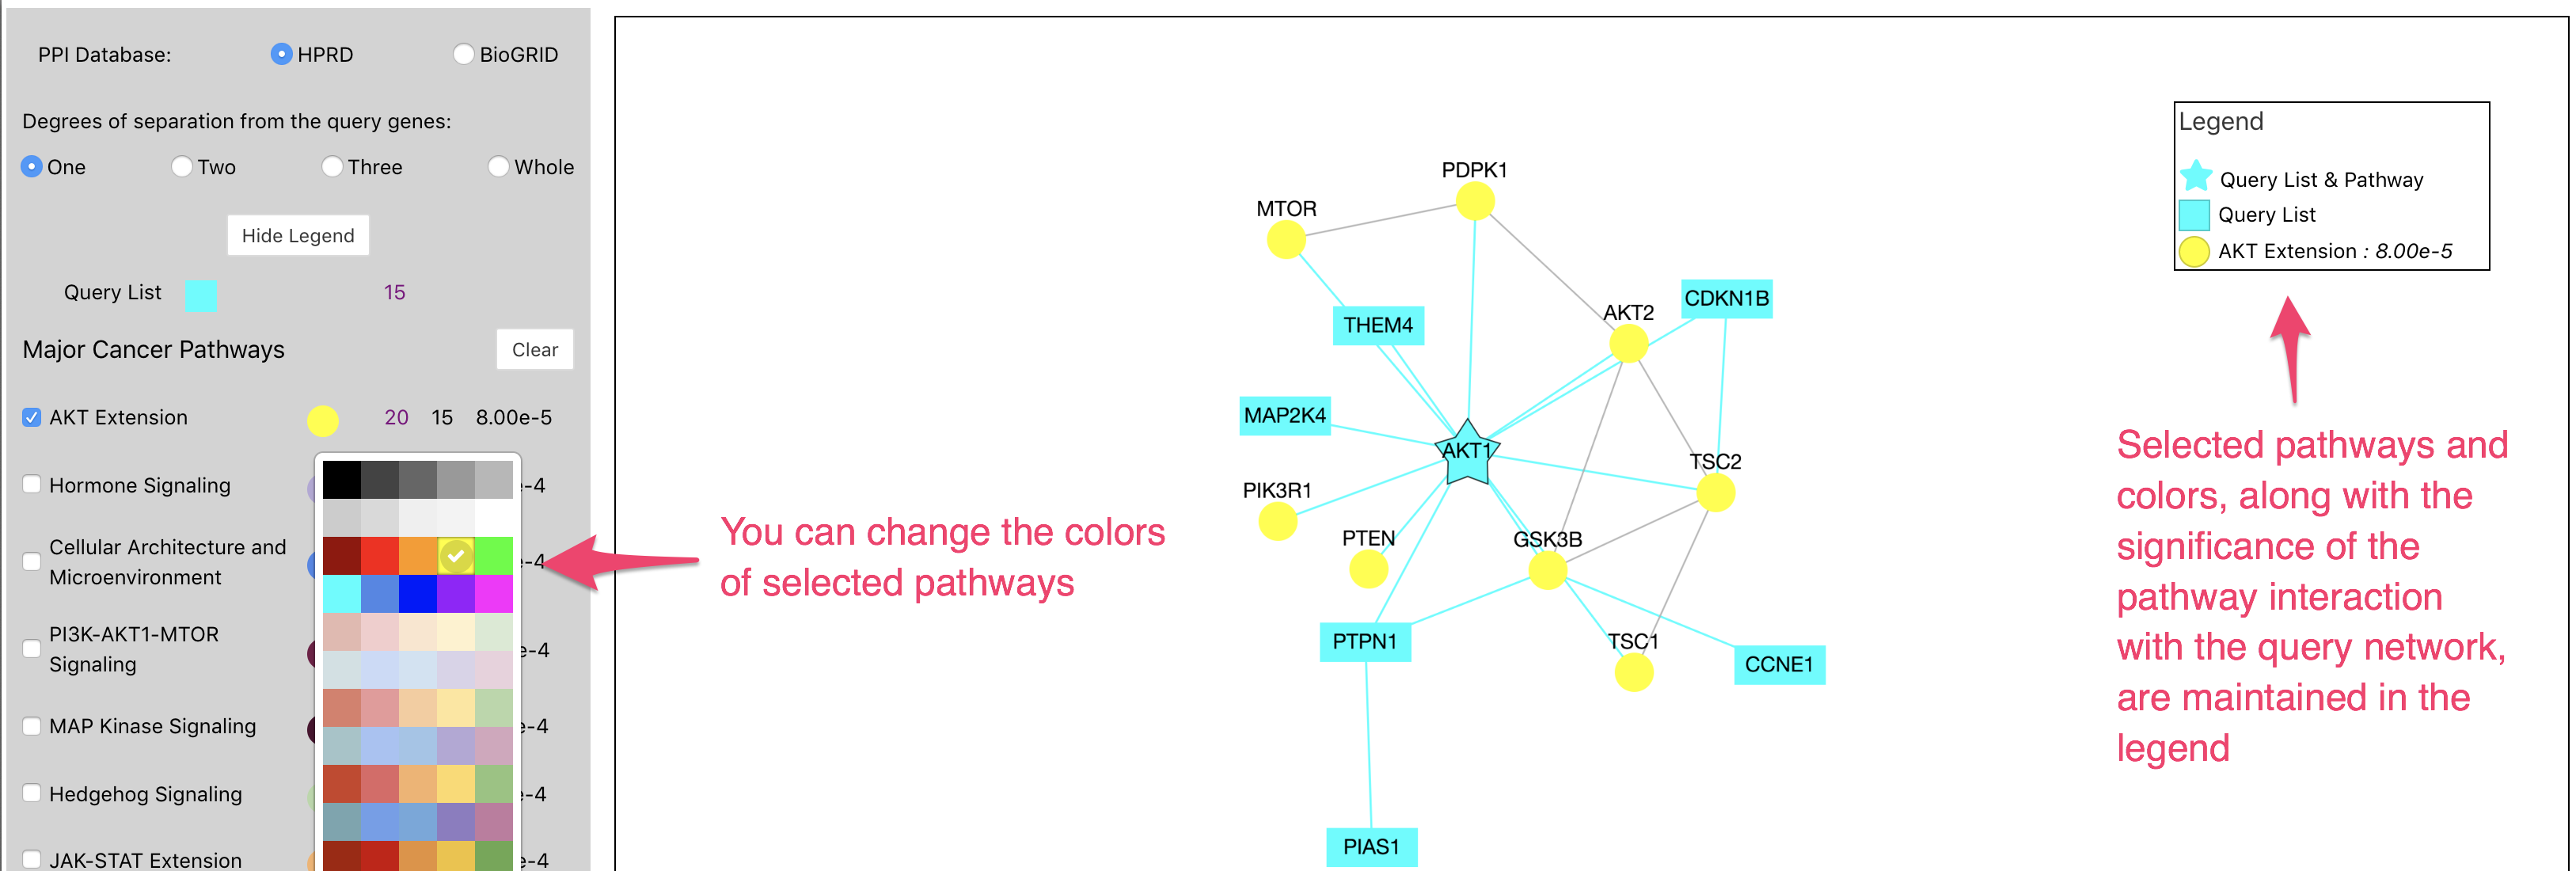 PPI Database: HPRD BioGRID
Degrees of separation from the query genes:
One Two Three Whole
Hide Legend
Query List 15
Major Cancer Pathways Clear
AKT Extension 20 15 8.00e-5
Hormone Signaling e-4
Cellular Architecture and
Microenvironment e-4
PI3K-AKT1-MTOR
Signaling e-4
MAP Kinase Signaling e-4
Hedgehog Signaling e-4
JAK-STAT Extension e-4
You can change the colors
of selected pathways
PDPK1
MTOR
CDKN1B
AKT2
THEM4
MAP2K4
AKT1
TSC2
PIK3R1
PTEN
GSK3B
PTPN1
TSC1
CCNE1
PIAS1
Legend
Query List & Pathway
Query List
AKT Extension : 8.00e-5
Selected pathways and
colors, along with the
significance of the
pathway interaction
with the query network,
are maintained in the
legend